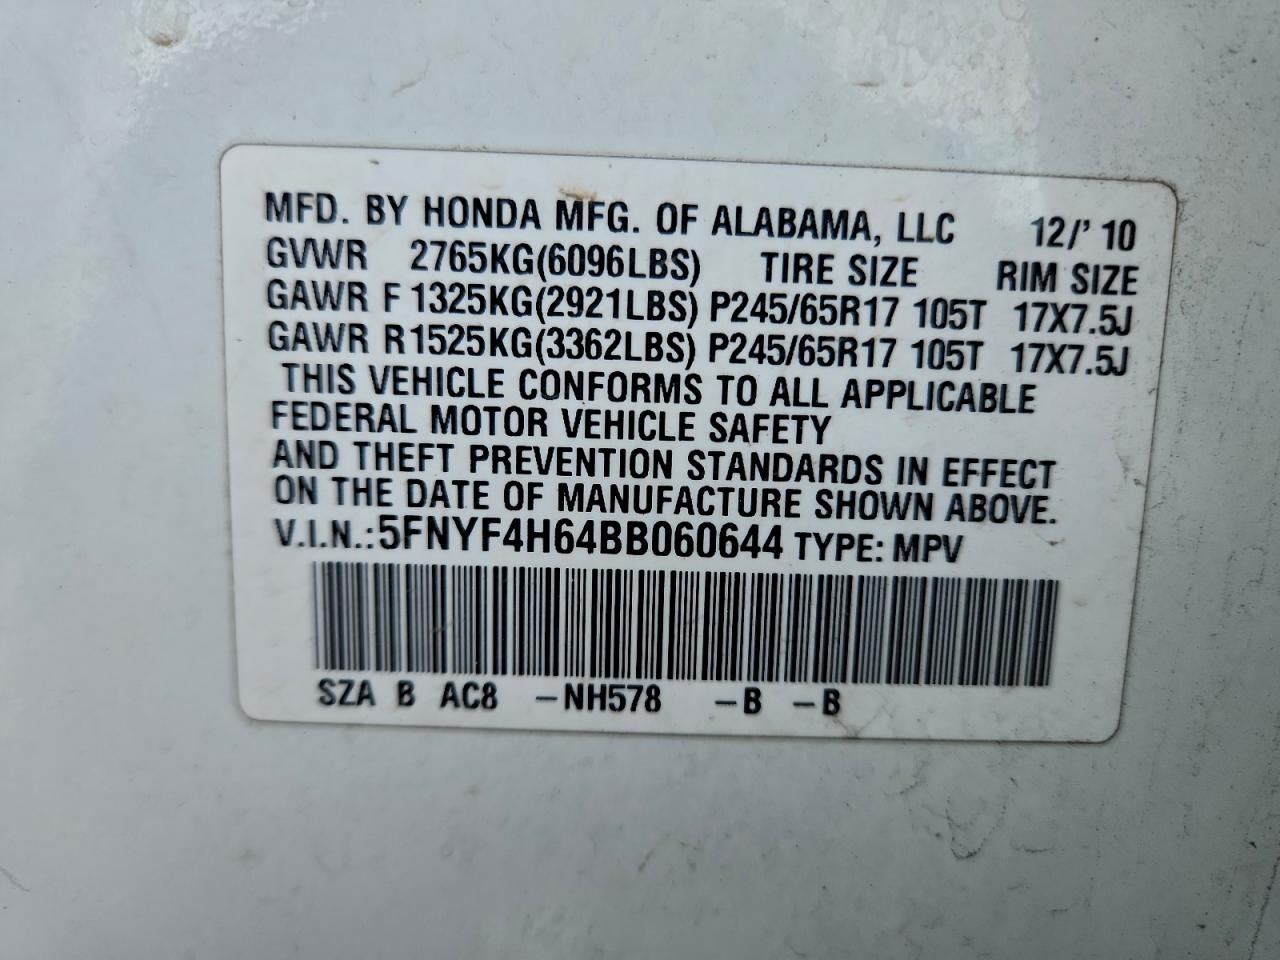 MFD. BY HONDA MFG. OF ALABAMA, LLC 12/' 10
GVWR 2765KG(6096LBS) TIRE SIZE RIM SIZE
GAWR F 1325KG(2921LBS) P245/65R17 105T 17X7.5J
GAWR R 1525KG(3362LBS) P245/65R17 105T 17X7.5J
THIS VEHICLE CONFORMS TO ALL APPLICABLE
FEDERAL MOTOR VEHICLE SAFETY
AND THEFT PREVENTION STANDARDS IN EFFECT
ON THE DATE OF MANUFACTURE SHOWN ABOVE.
V.I.N.:5FNYF4H64BB060644 TYPE: MPV
SZA B AC8 -NH578 -B -B